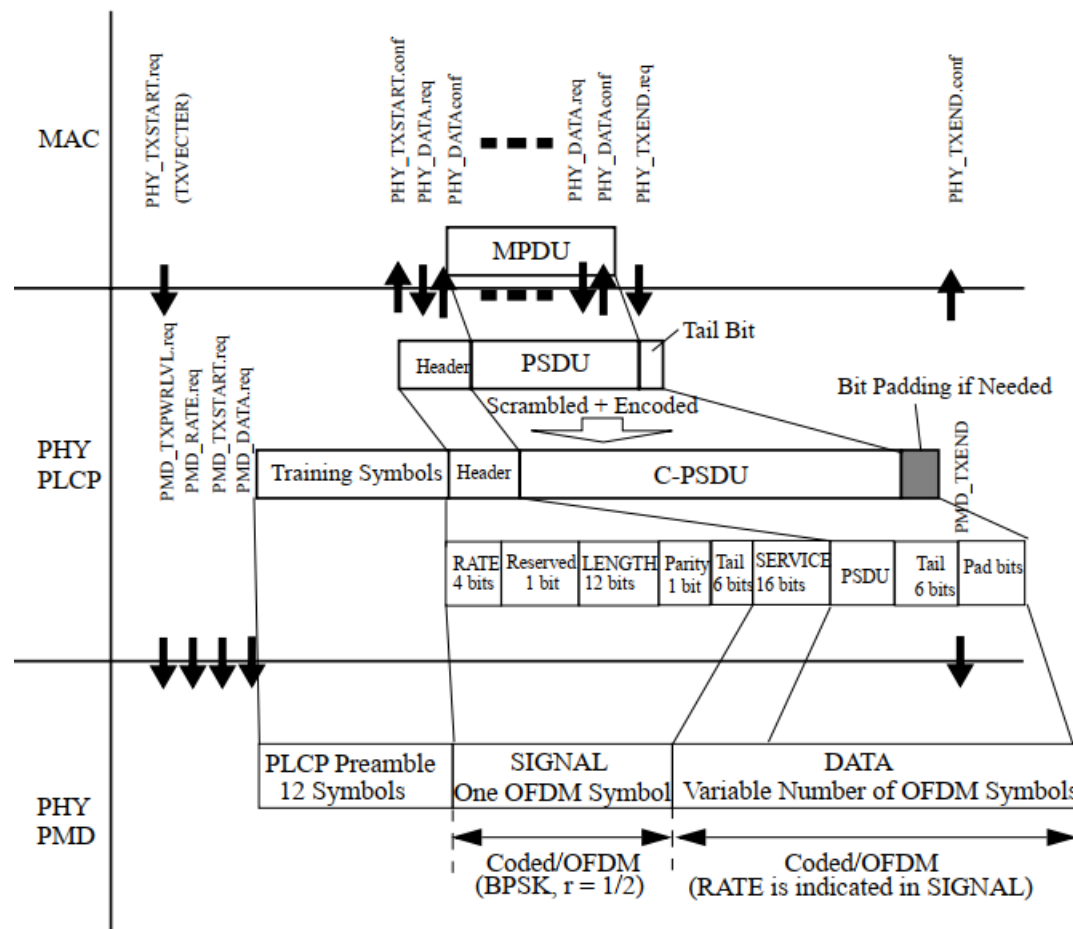 MAC
PHY_TXSTART.req
(TXVECTER)
PHY_TXSTART.conf
PHY_DATA.req
PHY_DATAconf
PHY_DATA.req
PHY_DATAconf
PHY_TXEND.req
PHY_TXEND.conf
MPDU
PHY
PLCP
PMD_TXPWRLVL.req
PMD_RATE.req
PMD_TXSTART.req
PMD_DATA.req
Header
PSDU
Tail Bit
Scrambled + Encoded
Bit Padding if Needed
Training Symbols
Header
C-PSDU
PMD_TXEND
RATE
4 bits
Reserved
1 bit
LENGTH
12 bits
Parity
1 bit
Tail
6 bits
SERVICE
16 bits
PSDU
Tail
6 bits
Pad bits
PHY
PMD
PLCP Preamble
12 Symbols
SIGNAL
One OFDM Symbol
DATA
Variable Number of OFDM Symbols
Coded/OFDM
(BPSK, r = 1/2)
Coded/OFDM
(RATE is indicated in SIGNAL)